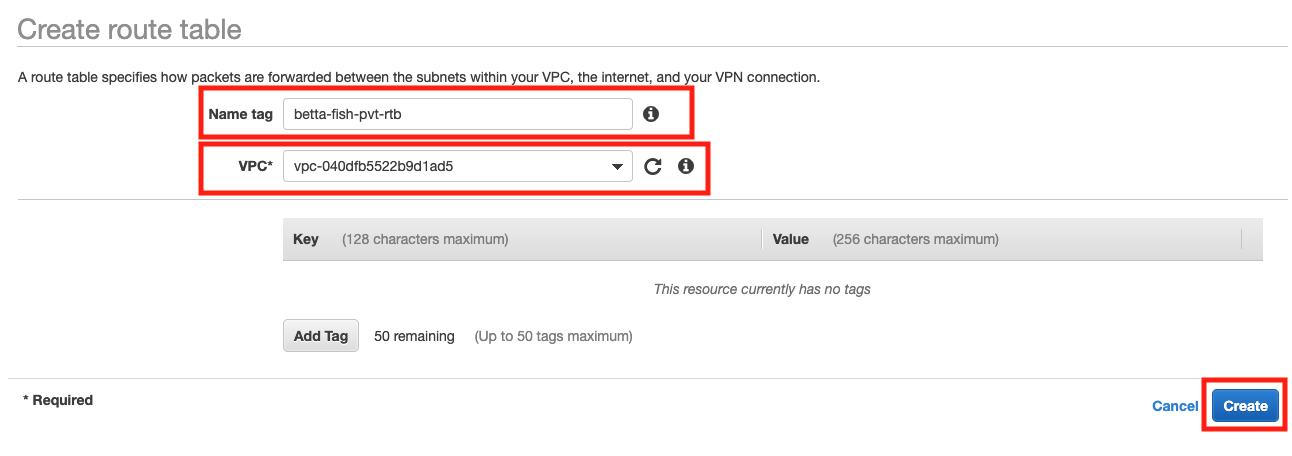 Create route table
A route table specifies how packets are forwarded between the subnets within your VPC, the internet, and your VPN connection.
Name tag betta-fish-pvt-rtb
VPC* vpc-040dfb5522b9d1ad5
Key (128 characters maximum) Value (256 characters maximum)
This resource currently has no tags
Add Tag 50 remaining (Up to 50 tags maximum)
* Required
Cancel Create